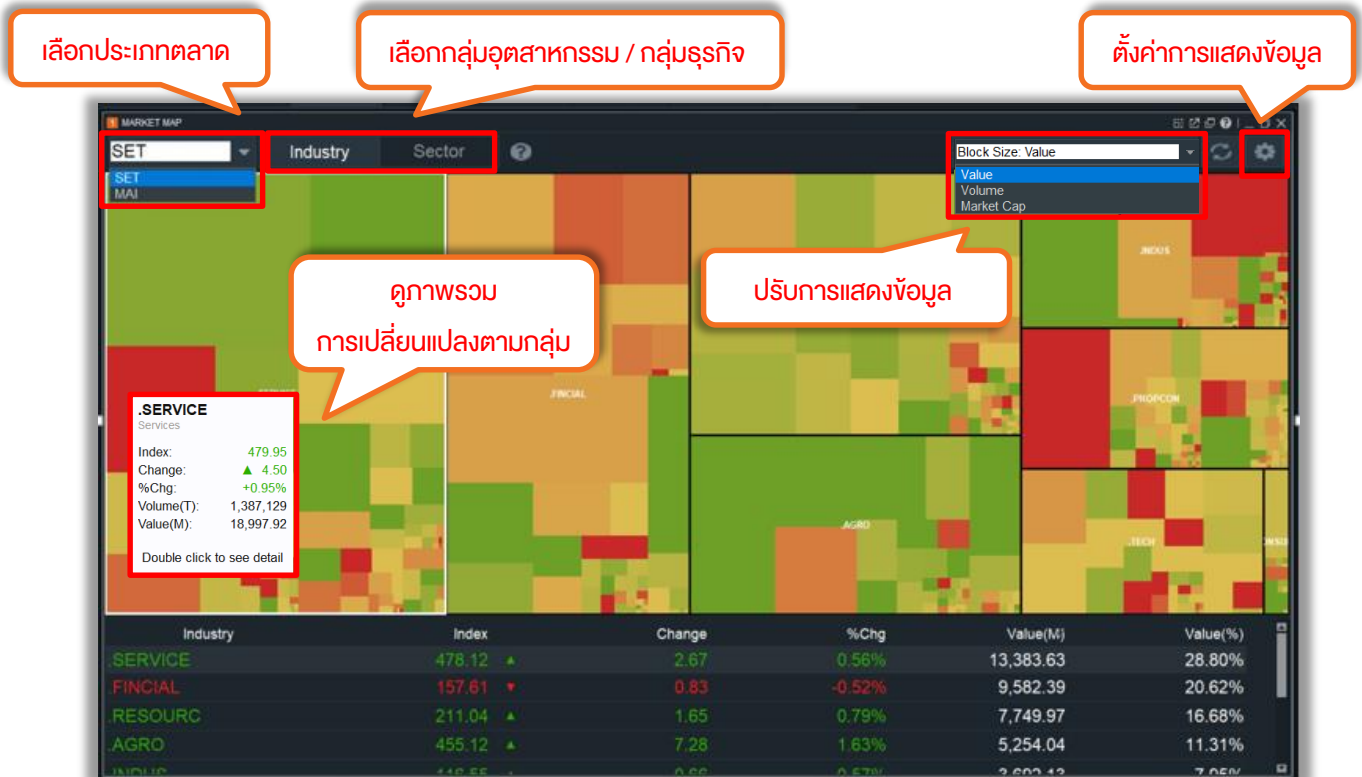 เลือกประเภทตลาด
เลือกกลุ่มอุตสาหกรรม / กลุ่มธุรกิจ
ตั้งค่าการแสดงข้อมูล
MARKET MAP
SET
Industry
Sector
Block Size: Value
SET
MAI
Value
Volume
Market Cap
ดูภาพรวม
การเปลี่ยนแปลงตามกลุ่ม
ปรับการแสดงข้อมูล
.INDUS
.FINCIAL
.PROPCON
.AGRO
.TECH
.SERVICE
Services
Index: 479.95
Change: ▲ 4.50
%Chg: +0.95%
Volume(T): 1,387,129
Value(M): 18,997.92
Double click to see detail
Industry Index Change %Chg Value(M) Value(%)
.SERVICE 478.12 ▲ 2.67 0.56% 13,383.63 28.80%
.FINCIAL 157.61 ▼ 0.83 -0.52% 9,582.39 20.62%
.RESOURC 211.04 ▲ 1.65 0.79% 7,749.97 16.68%
.AGRO 455.12 ▲ 7.28 1.63% 5,254.04 11.31%